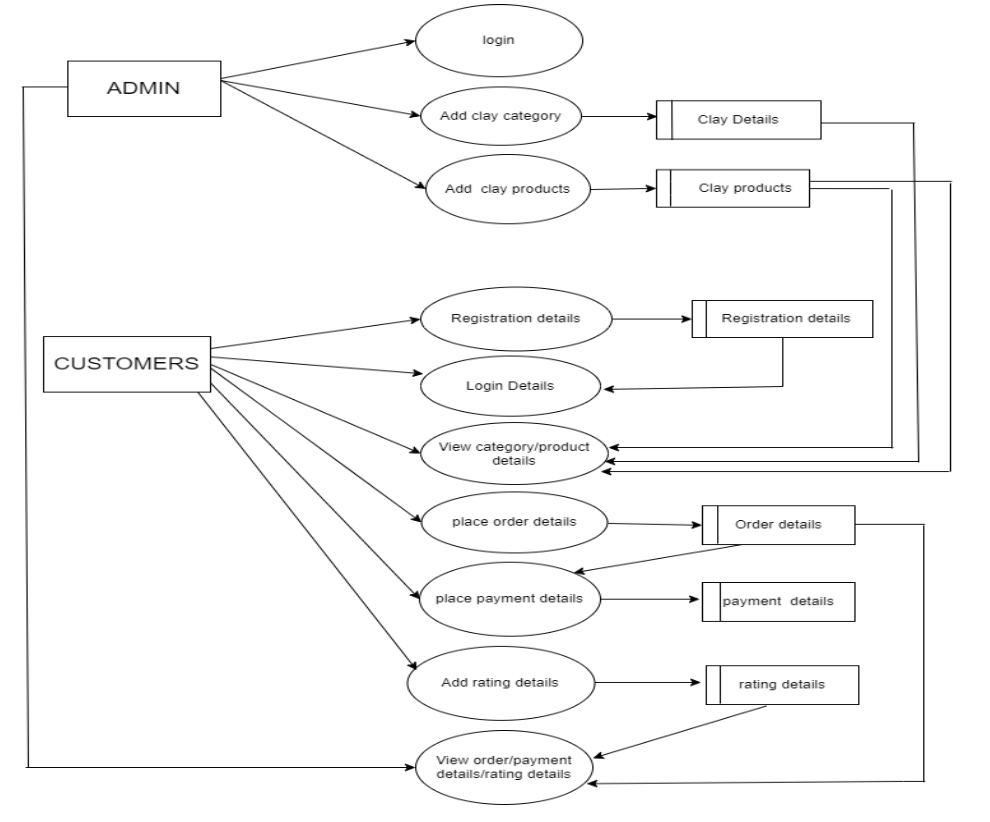 login
ADMIN
Add clay category
Clay Details
Add clay products
Clay products
Registration details
Registration details
CUSTOMERS
Login Details
View category/product
details
place order details
Order details
place payment details
payment details
Add rating details
rating details
View order/payment
details/rating details